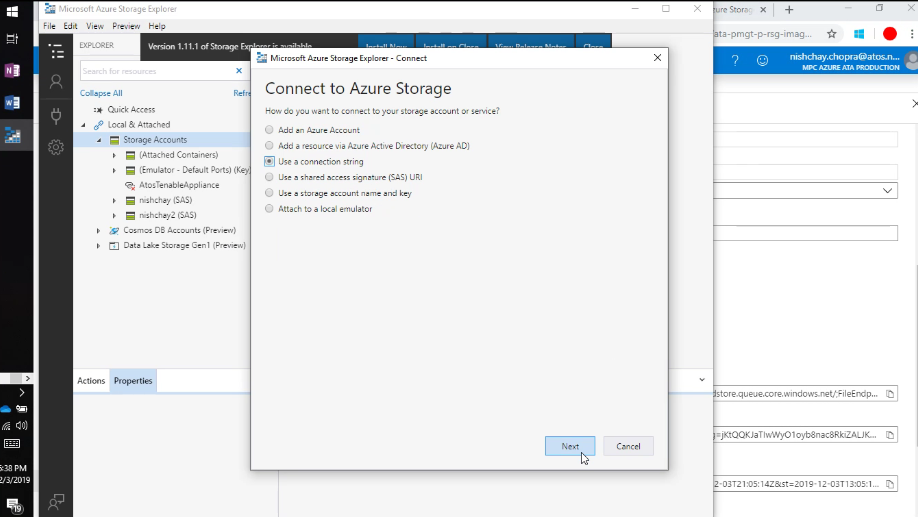 Microsoft Azure Storage Explorer
File Edit View Preview Help
EXPLORER
Version 1.11.1 of Storage Explorer is available
Install Now
Install on Close
View Release Notes
Close
Search for resources
Collapse All
Refre
Quick Access
Local & Attached
Storage Accounts
(Attached Containers)
(Emulator - Default Ports) (Key)
AtosTenableAppliance
nishchay (SAS)
nishchay2 (SAS)
Cosmos DB Accounts (Preview)
Data Lake Storage Gen1 (Preview)
Actions
Properties
Microsoft Azure Storage Explorer - Connect
Connect to Azure Storage
How do you want to connect to your storage account or service?
Add an Azure Account
Add a resource via Azure Active Directory (Azure AD)
Use a connection string
Use a shared access signature (SAS) URI
Use a storage account name and key
Attach to a local emulator
Next
Cancel
zure Storag
ata-pmgt-p-rsg-imag...
nishchay.chopra@atos.n...
MPC AZURE ATA PRODUCTION
dstore.queue.core.windows.net/;FileEndp...
g=jKtQQKJaTIwWyO1oyb8nac8RkiZALJK...
2-03T21:05:14Z&st=2019-12-03T13:05:1...
5:38 PM
2/3/2019
19